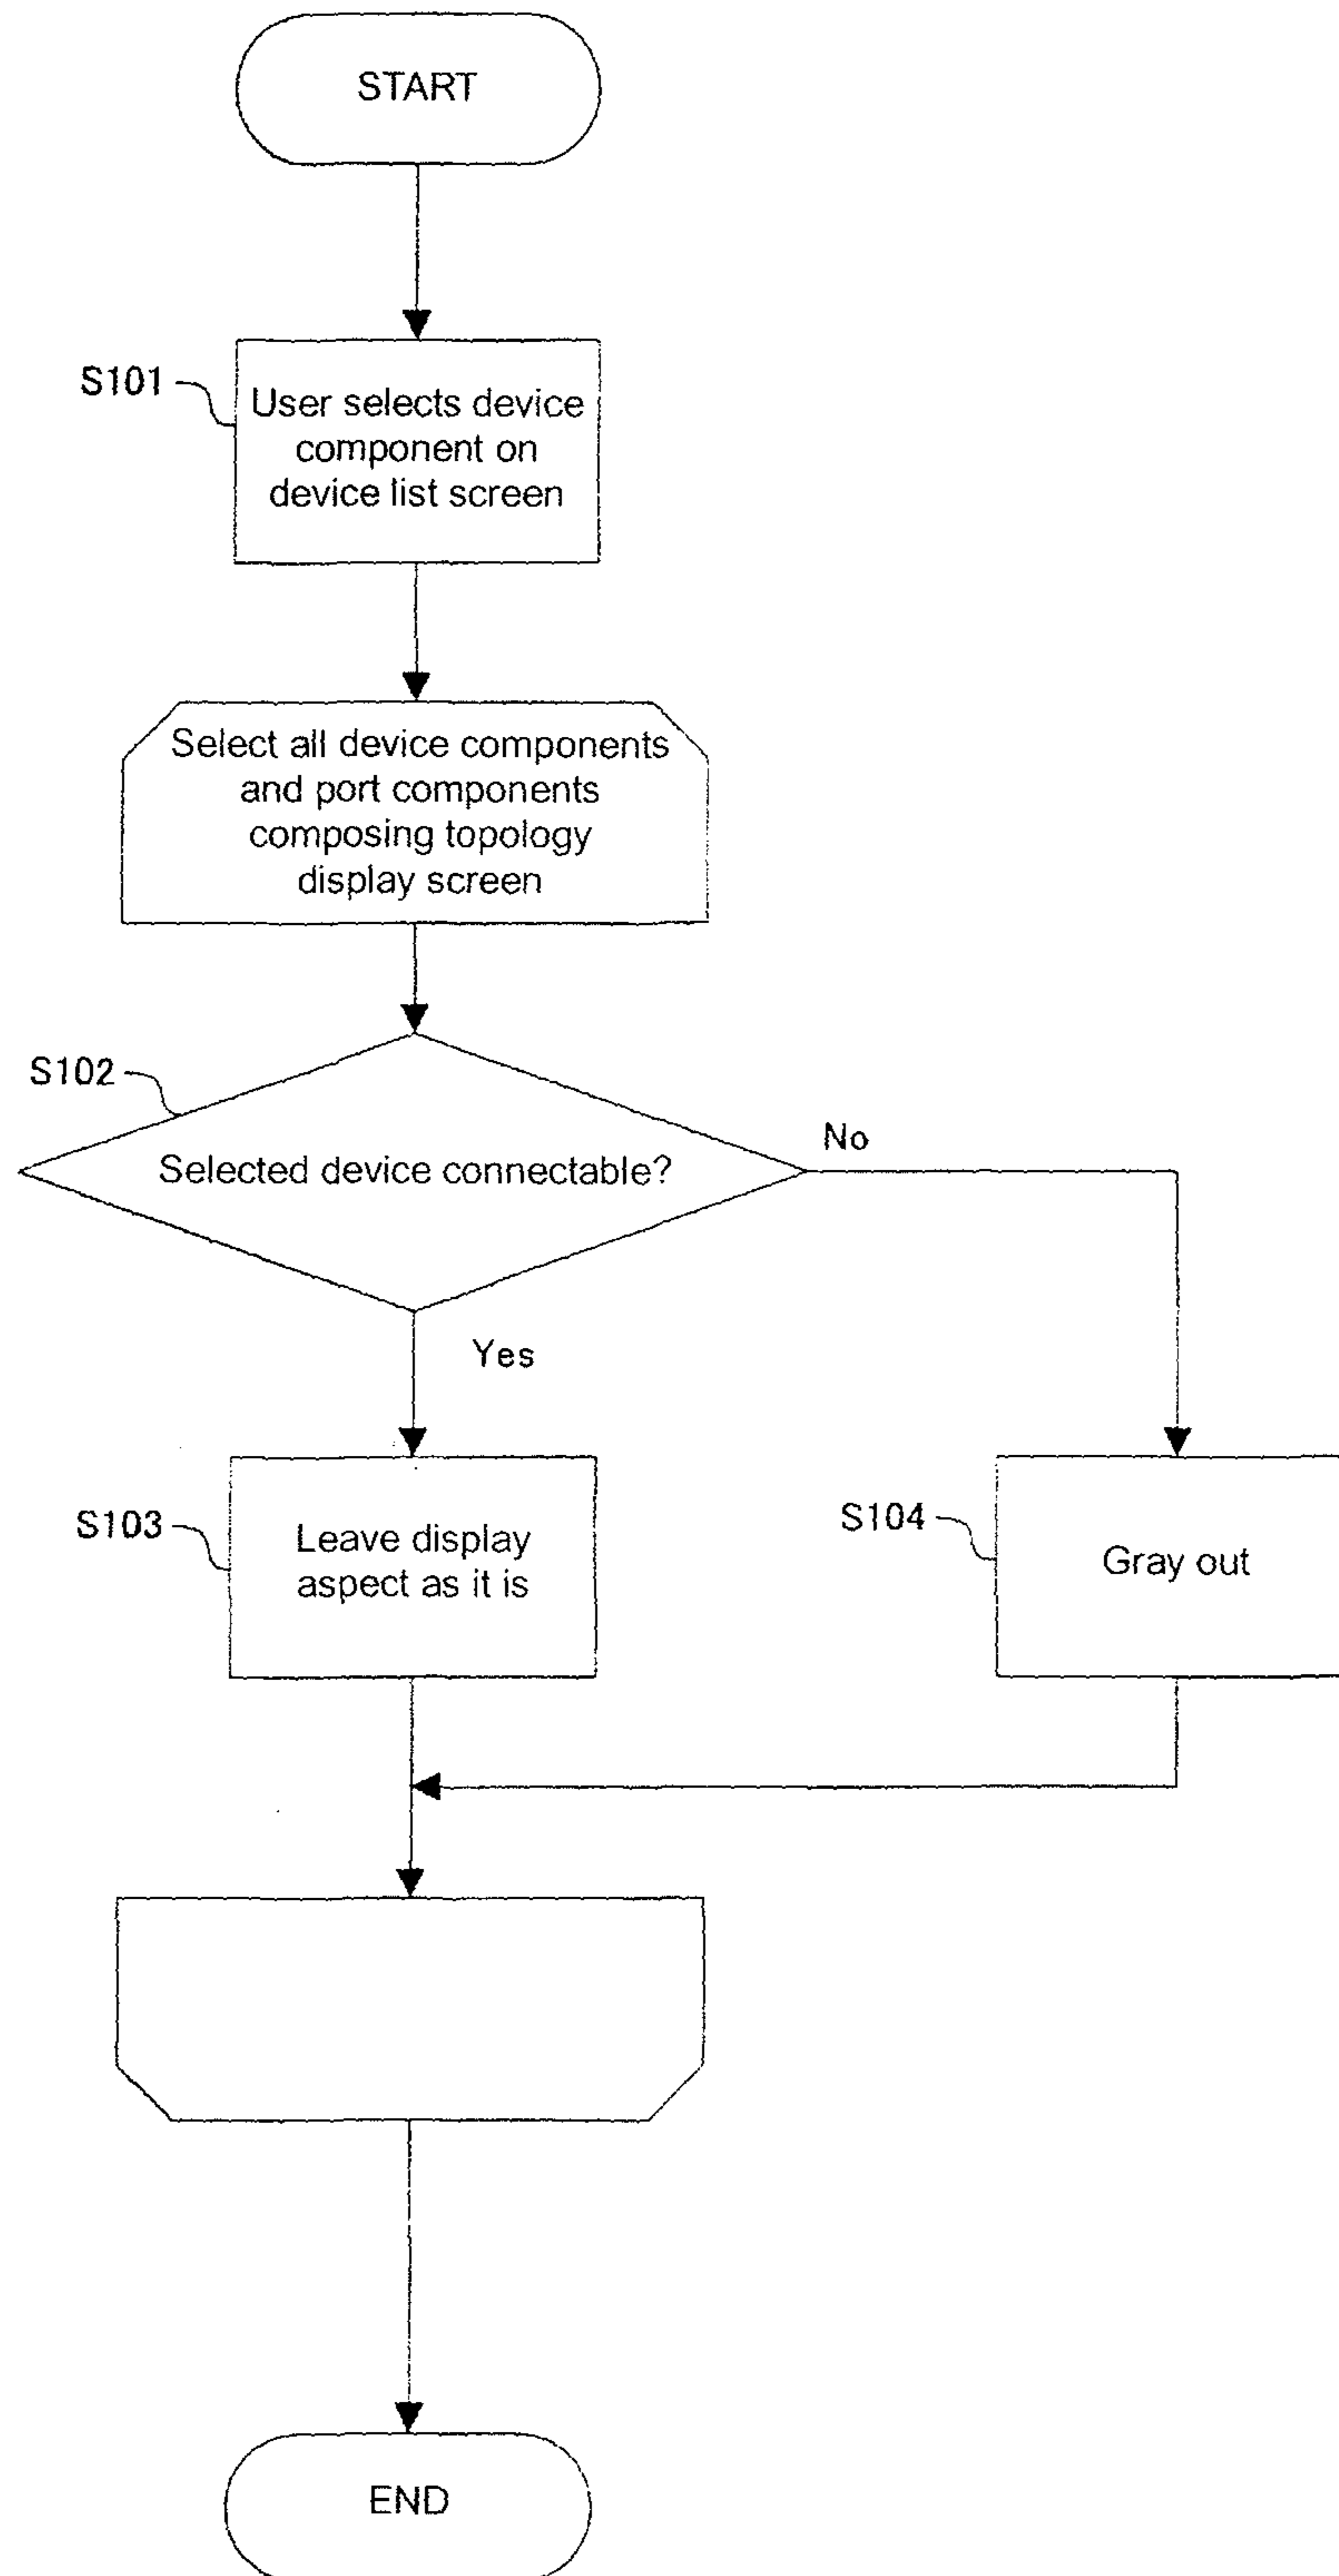 START
S101
User selects device
component on
device list screen
Select all device components
and port components
composing topology
display screen
S102
Selected device connectable?
No
Yes
S103
Leave display
aspect as it is
S104
Gray out
END